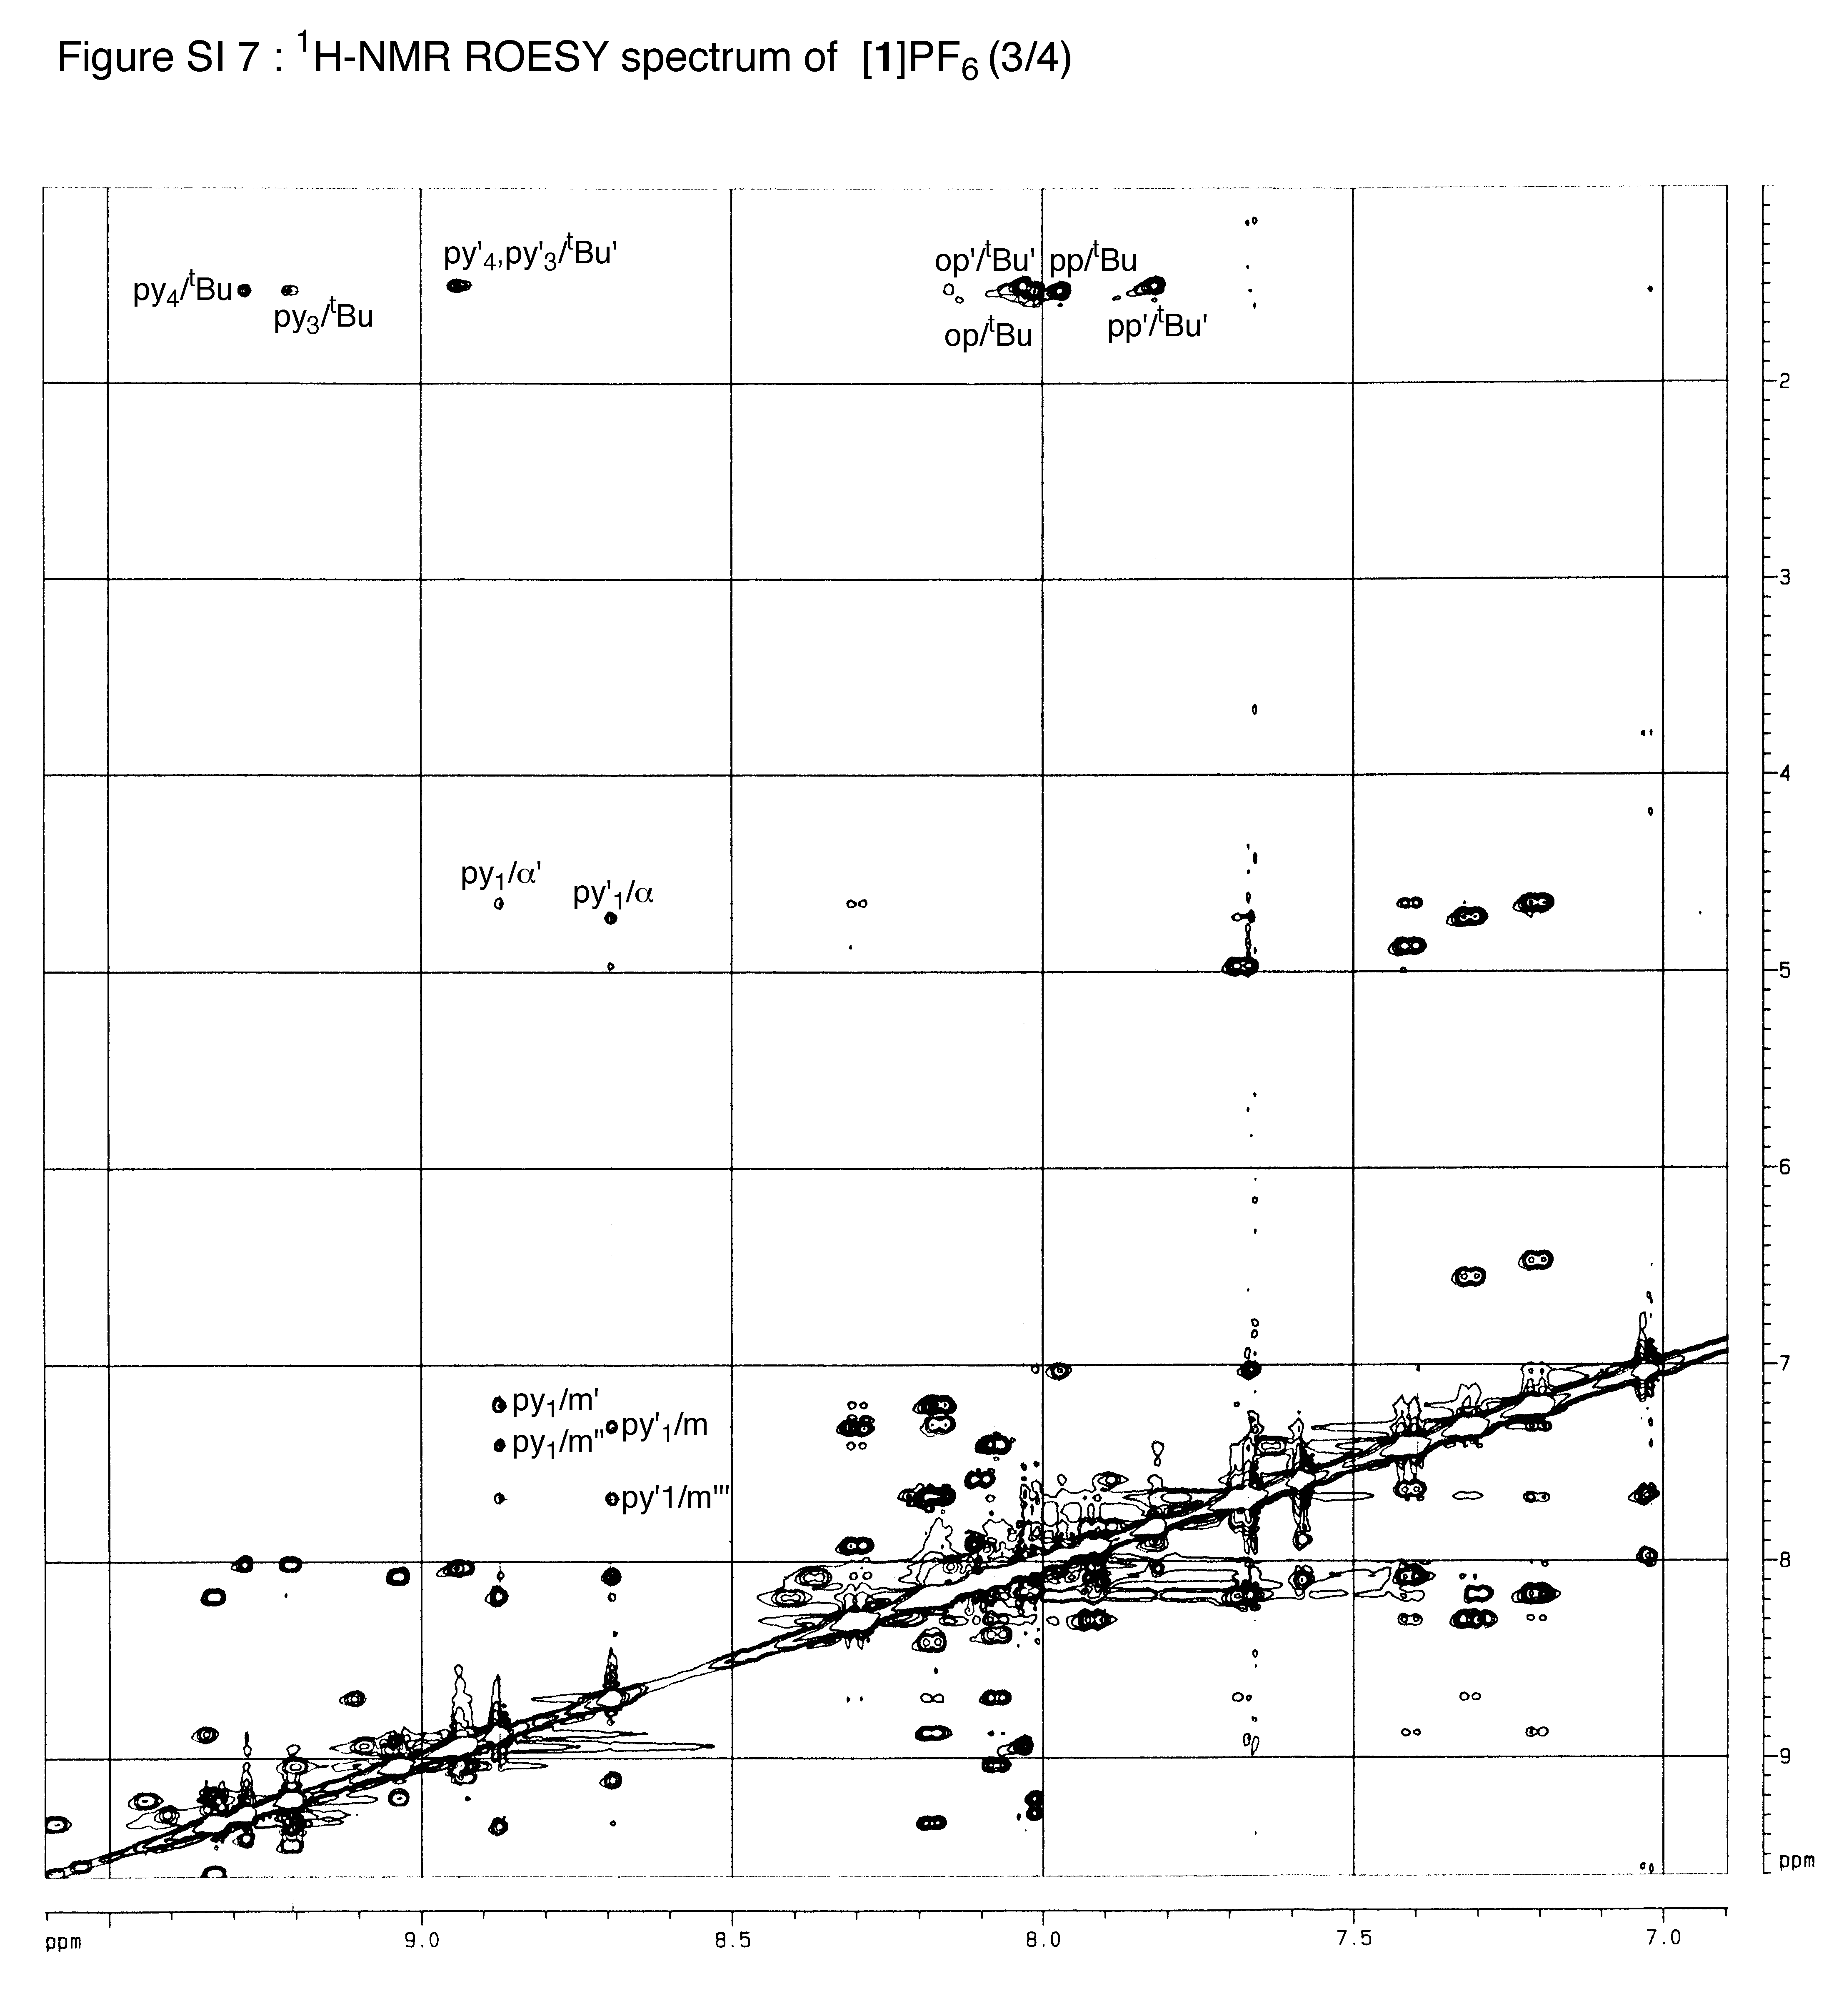 Figure SI 7 : ¹H-NMR ROESY spectrum of [1]PF₆ (3/4)
py'₄,py'₃/ᵗBu'
op'/ᵗBu' pp/ᵗBu
py₄/ᵗBu
py₃/ᵗBu
op/ᵗBu
pp'/ᵗBu'
2
3
4
py₁/α'
py'₁/α
5
6
7
py₁/m'
py'₁/m
py₁/m"
py'1/m'''
8
9
ppm
ppm 9.0 8.5 8.0 7.5 7.0